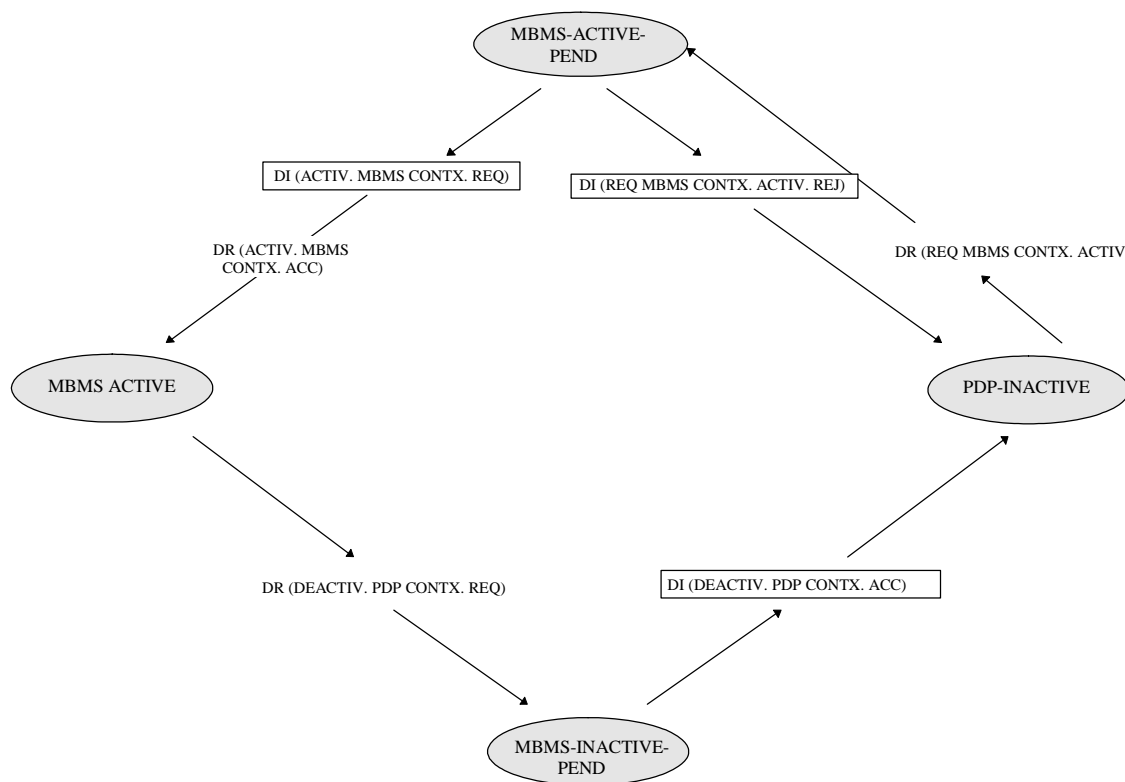 MBMS-ACTIVE-
PEND
DI (ACTIV. MBMS CONTX. REQ)
DI (REQ MBMS CONTX. ACTIV. REJ)
DR (ACTIV. MBMS
CONTX. ACC)
DR (REQ MBMS CONTX. ACTIV
MBMS ACTIVE
PDP-INACTIVE
DR (DEACTIV. PDP CONTX. REQ)
DI (DEACTIV. PDP CONTX. ACC)
MBMS-INACTIVE-
PEND